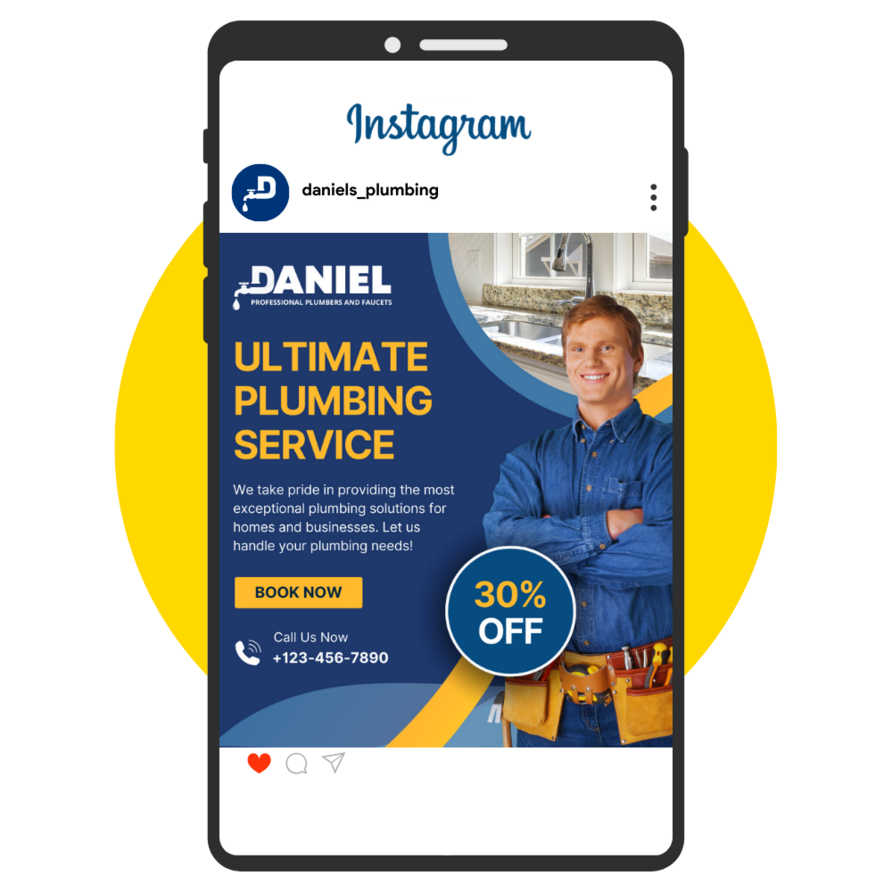 Instagram
D
daniels_plumbing
DANIEL
PROFESSIONAL PLUMBERS AND FAUCETS
ULTIMATE
PLUMBING
SERVICE
We take pride in providing the most
exceptional plumbing solutions for
homes and businesses. Let us
handle your plumbing needs!
BOOK NOW
Call Us Now
+123-456-7890
30%
OFF